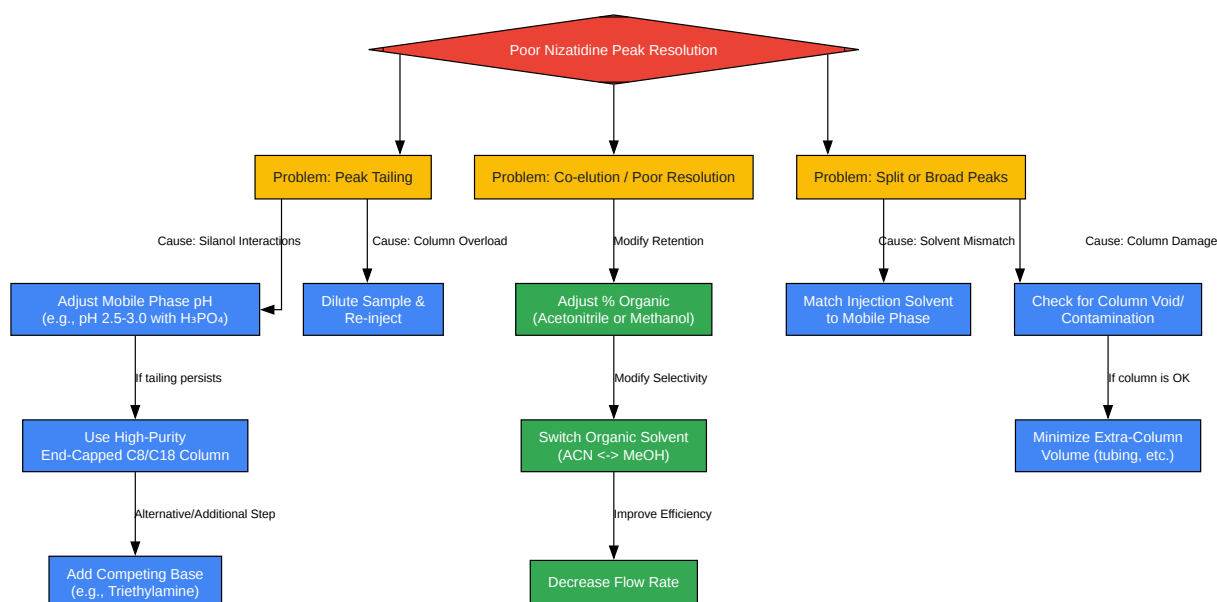 Poor Nizatidine Peak Resolution
Problem: Peak Tailing
Problem: Co-elution / Poor Resolution
Problem: Split or Broad Peaks
Cause: Silanol Interactions
Cause: Column Overload
Modify Retention
Cause: Solvent Mismatch
Cause: Column Damage
Adjust Mobile Phase pH
(e.g., pH 2.5-3.0 with H₃PO₄)
Dilute Sample &
Re-inject
Adjust % Organic
(Acetonitrile or Methanol)
Match Injection Solvent
to Mobile Phase
Check for Column Void/
Contamination
If tailing persists
Modify Selectivity
If column is OK
Use High-Purity
End-Capped C8/C18 Column
Switch Organic Solvent
(ACN <-> MeOH)
Minimize Extra-Column
Volume (tubing, etc.)
Alternative/Additional Step
Improve Efficiency
Add Competing Base
(e.g., Triethylamine)
Decrease Flow Rate